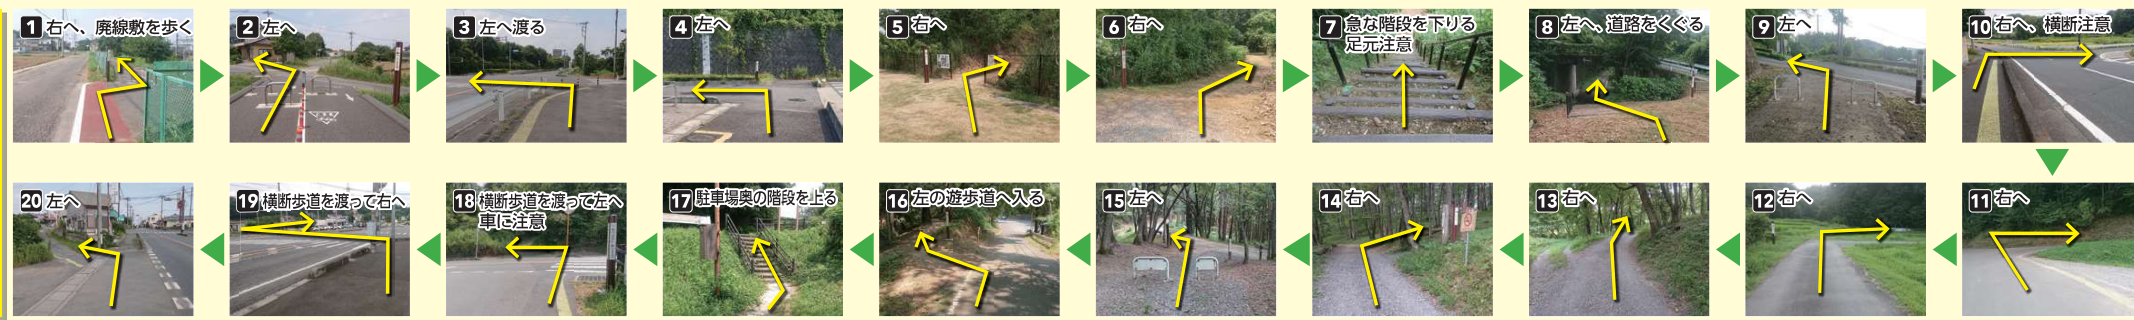 1 右へ、廃線敷を歩く
2 左へ
3 左へ渡る
4 左へ
5 右へ
6 右へ
7 急な階段を下りる
足元注意
8 左へ、道路をくぐる
9 左へ
10 右へ、横断注意
11 右へ
12 右へ
13 右へ
14 右へ
15 左へ
16 左の遊歩道へ入る
17 駐車場奥の階段を上る
18 横断歩道を渡って左へ
車に注意
19 横断歩道を渡って右へ
20 左へ